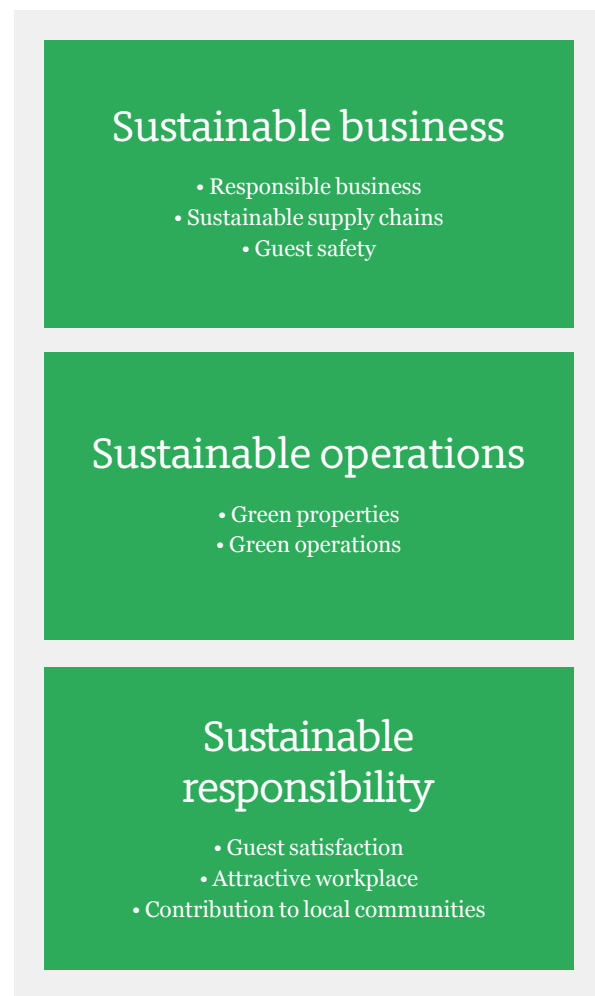 Sustainable business
• Responsible business
• Sustainable supply chains
• Guest safety
Sustainable operations
• Green properties
• Green operations
Sustainable
responsibility
• Guest satisfaction
• Attractive workplace
• Contribution to local communities